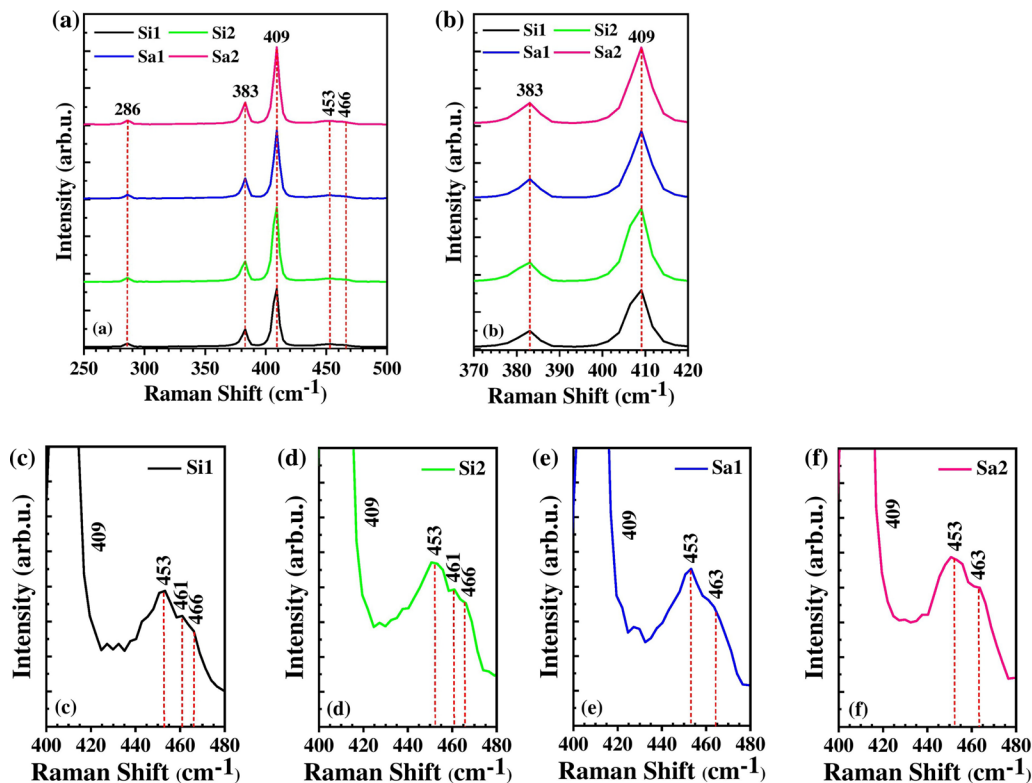 (a)
Si1 Si2
Sa1 Sa2
409
383
286
453
466
Intensity (arb.u.)
(a)
250 300 350 400 450 500
Raman Shift (cm-1)
(b)
Si1 Si2
Sa1 Sa2
409
383
Intensity (arb.u.)
(b)
370 380 390 400 410 420
Raman Shift (cm-1)
(c)
Si1
409
453
461
466
Intensity (arb.u.)
(c)
400 420 440 460 480
Raman Shift (cm-1)
(d)
Si2
409
453
461
466
Intensity (arb.u.)
(d)
400 420 440 460 480
Raman Shift (cm-1)
(e)
Sa1
409
453
463
Intensity (arb.u.)
(e)
400 420 440 460 480
Raman Shift (cm-1)
(f)
Sa2
409
453
463
Intensity (arb.u.)
(f)
400 420 440 460 480
Raman Shift (cm-1)